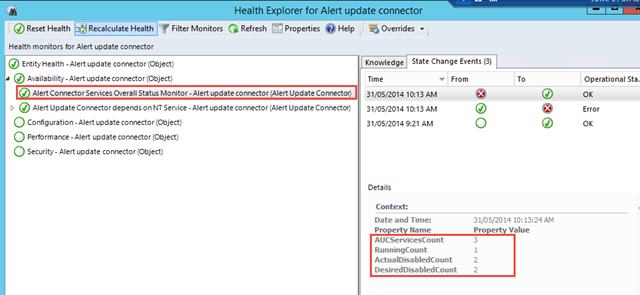 Health Explorer for Alert update connector
Reset Health Recalculate Health Filter Monitors Refresh Properties Help Overrides
Health monitors for Alert update connector
Entity Health - Alert update connector (Object)
Availability - Alert update connector (Object)
Alert Connector Services Overall Status Monitor - Alert update connector (Alert Update Connector)
Alert Update Connector depends on NT Service - Alert update connector (Alert Update Connector)
Configuration - Alert update connector (Object)
Performance - Alert update connector (Object)
Security - Alert update connector (Object)
Knowledge State Change Events (3)
Time From To Operational Sta...
31/05/2014 10:13 AM OK
31/05/2014 10:13 AM Error
31/05/2014 9:21 AM OK
Details
Context:
Date and Time: 31/05/2014 10:13:24 AM
Property Name Property Value
AUCServicesCount 3
RunningCount 1
ActualDisabledCount 2
DesiredDisabledCount 2